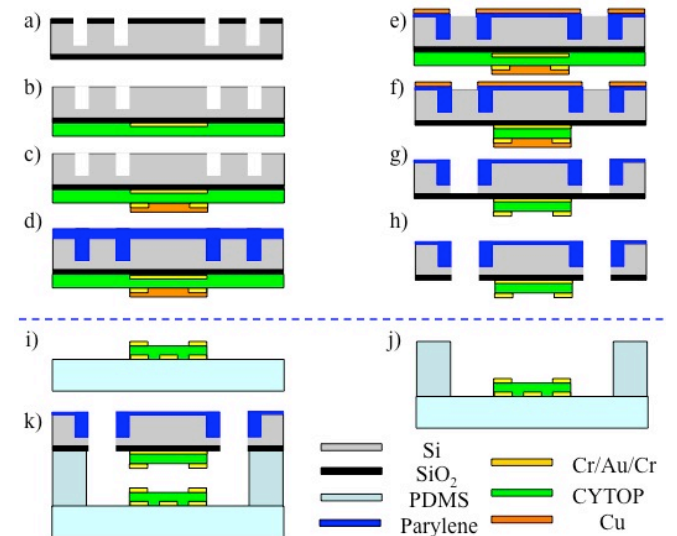 a)
b)
c)
d)
e)
f)
g)
h)
i)
j)
k)
Si
SiO2
PDMS
Parylene
Cr/Au/Cr
CYTOP
Cu